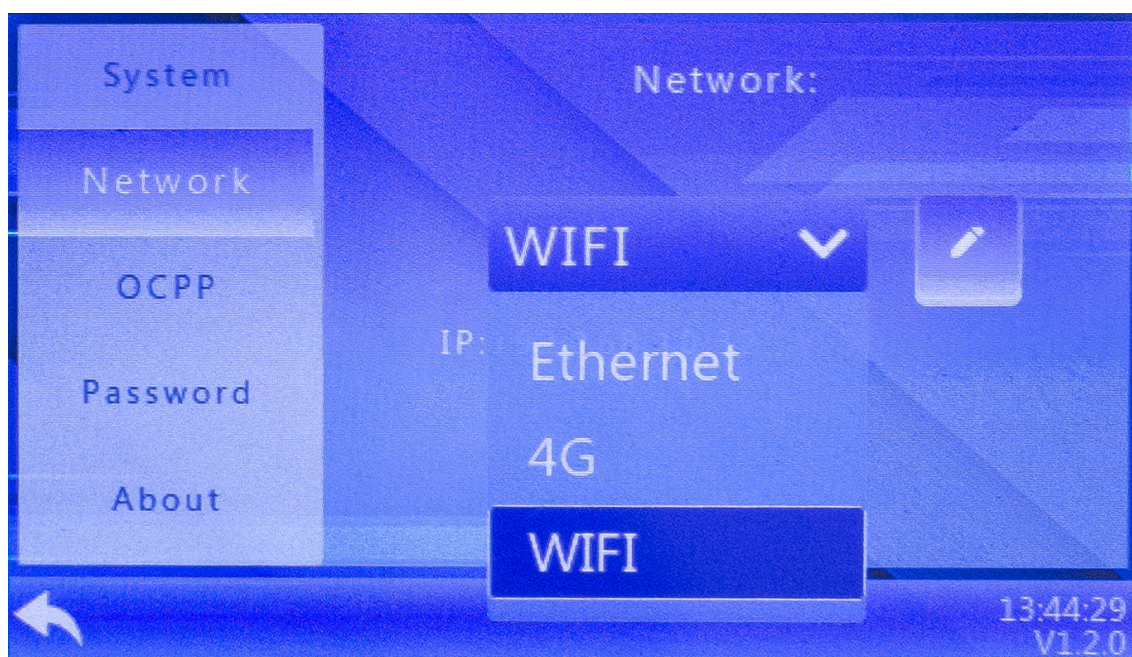 System
Network
OCPP
Password
About
Network:
WIFI
IP:
Ethernet
4G
WIFI
13:44:29
V1.2.0